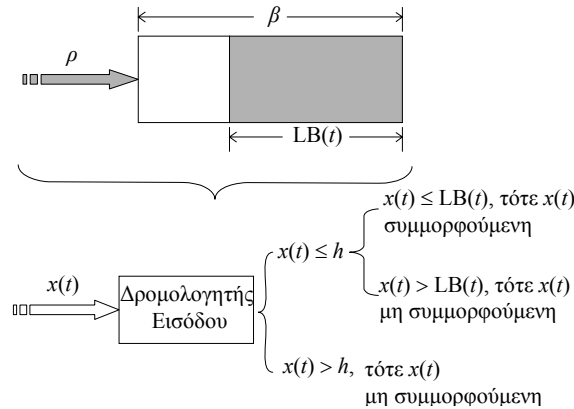 β
ρ
LB(t)
x(t) ≤ LB(t), τότε x(t)
συμμορφούμενη
x(t) ≤ h
x(t) > LB(t), τότε x(t)
μη συμμορφούμενη
x(t)
Δρομολογητής
Εισόδου
x(t) > h, τότε x(t)
μη συμμορφούμενη